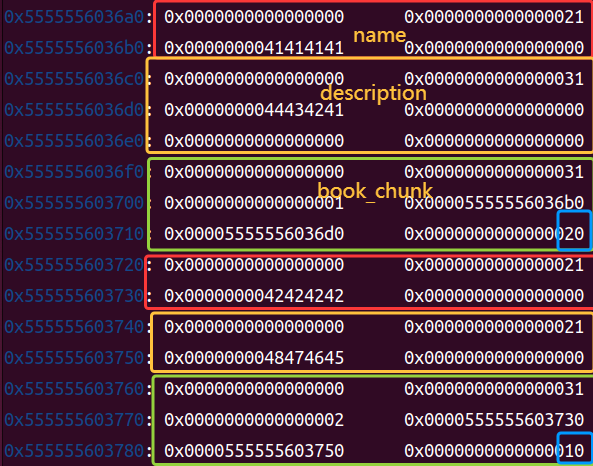 0x5555556036a0: 0x0000000000000000 0x0000000000000021
0x5555556036b0: 0x0000000041414141 0x0000000000000000
name
0x5555556036c0: 0x0000000000000000 0x0000000000000031
description
0x5555556036d0: 0x0000000044434241 0x0000000000000000
0x5555556036e0: 0x0000000000000000 0x0000000000000000
0x5555556036f0: 0x0000000000000000 0x0000000000000031
book_chunk
0x555555603700: 0x0000000000000001 0x00005555556036b0
0x555555603710: 0x00005555556036d0 0x0000000000000020
0x555555603720: 0x0000000000000000 0x0000000000000021
0x555555603730: 0x0000000042424242 0x0000000000000000
0x555555603740: 0x0000000000000000 0x0000000000000021
0x555555603750: 0x0000000048474645 0x0000000000000000
0x555555603760: 0x0000000000000000 0x0000000000000031
0x555555603770: 0x0000000000000002 0x0000555555603730
0x555555603780: 0x0000555555603750 0x0000000000000010